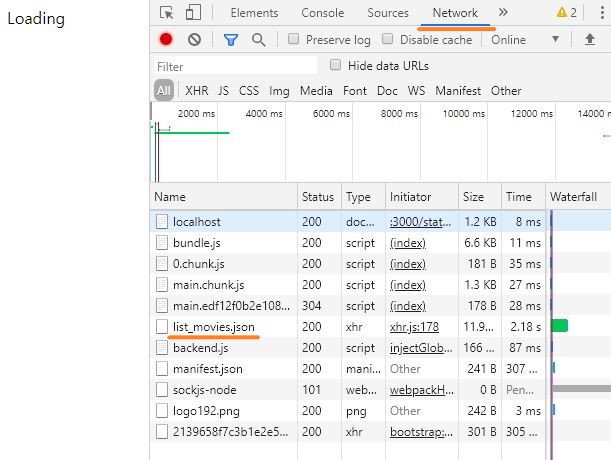 Loading
Elements Console Sources Network » 2
Preserve log Disable cache Online
Filter Hide data URLs
All XHR JS CSS Img Media Font Doc WS Manifest Other
2000 ms 4000 ms 6000 ms 8000 ms 10000 ms 12000 ms 14000
Name Status Type Initiator Size Time Waterfall
localhost 200 doc... :3000/stat... 1.2 KB 8 ms
bundle.js 200 script (index) 6.6 KB 11 ms
0.chunk.js 200 script (index) 181 B 35 ms
main.chunk.js 200 script (index) 1.3 KB 27 ms
main.edf12f0b2e108... 304 script (index) 178 B 28 ms
list_movies.json 200 xhr xhr.js:178 11.9... 2.18 s
backend.js 200 script injectGlob... 166 ... 87 ms
manifest.json 200 mani... Other 241 B 307 ...
sockjs-node 101 web... webpackH... 0 B Pen...
logo192.png 200 png Other 242 B 3 ms
2139658f7c3b1e2e5... 200 xhr bootstrap:... 301 B 305 ...